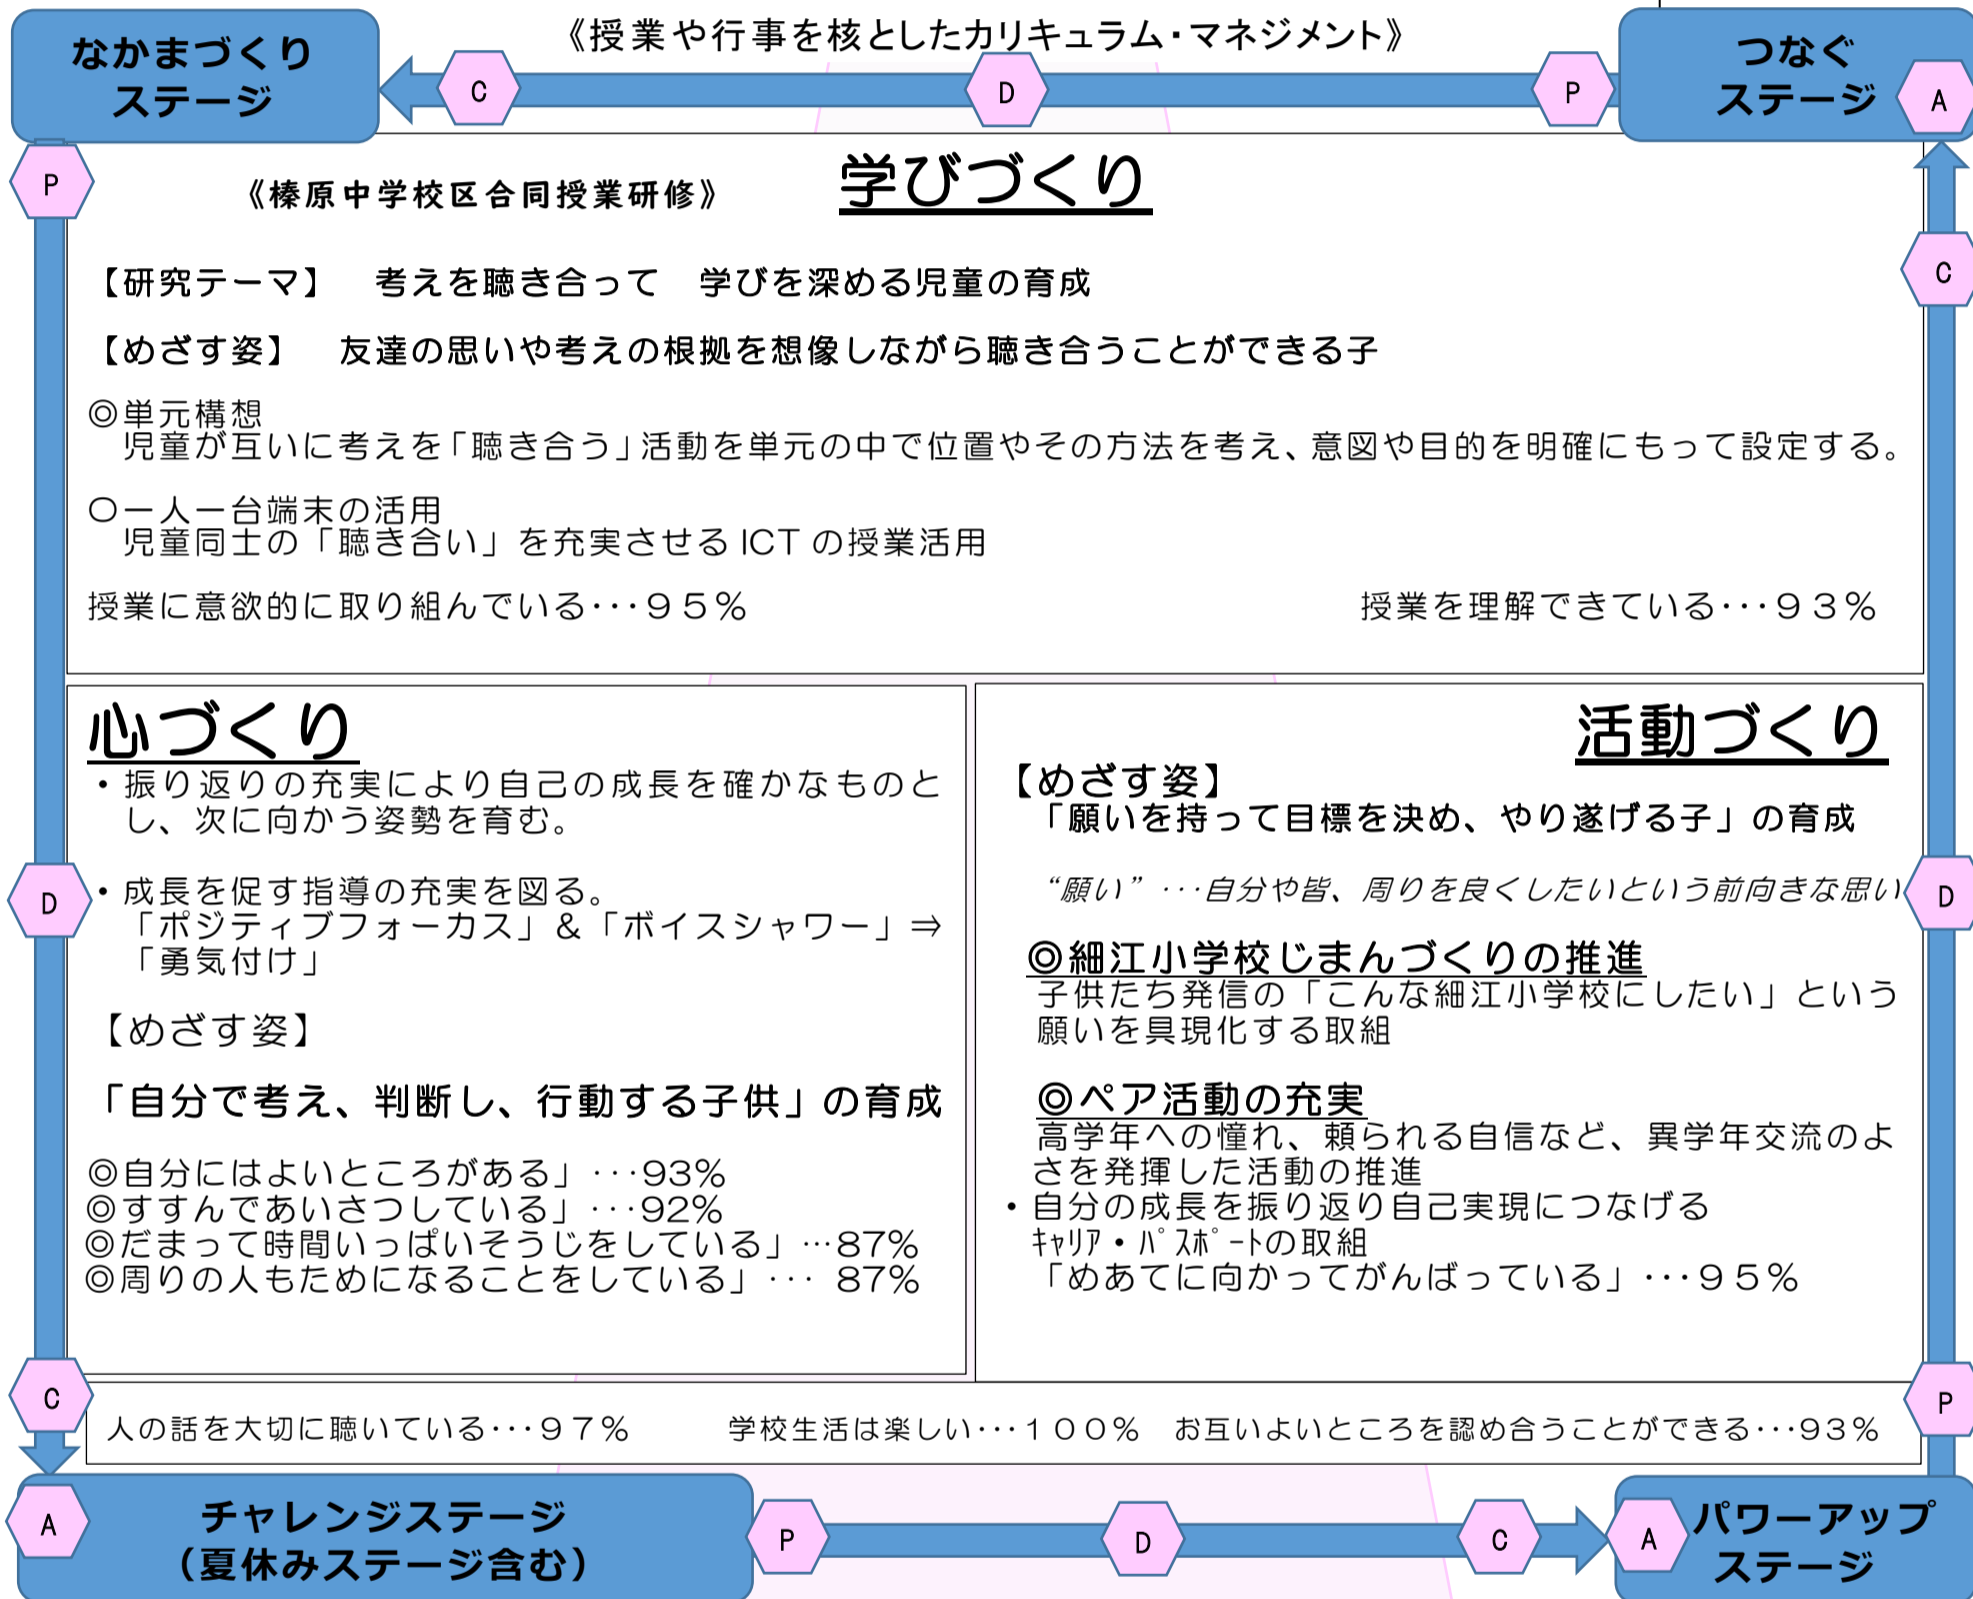 《授業や行事を核としたカリキュラム・マネジメント》
なかまづくり
ステージ
C
D
P
つなぐ
ステージ
A
P
《榛原中学校区合同授業研修》
学びづくり
C
【研究テーマ】　考えを聴き合って　学びを深める児童の育成
【めざす姿】　友達の思いや考えの根拠を想像しながら聴き合うことができる子
◎単元構想
児童が互いに考えを「聴き合う」活動を単元の中で位置やその方法を考え、意図や目的を明確にもって設定する。
〇一人一台端末の活用
児童同士の「聴き合い」を充実させる ICT の授業活用
授業に意欲的に取り組んでいる･･･９５％　授業を理解できている･･･９３％
心づくり
・振り返りの充実により自己の成長を確かなものと
し、次に向かう姿勢を育む。
D
・成長を促す指導の充実を図る。
「ポジティブフォーカス」＆「ボイスシャワー」⇒
「勇気付け」
【めざす姿】
「自分で考え、判断し、行動する子供」の育成
◎自分にはよいところがある」･･･93%
◎すすんであいさつしている」･･･92%
◎だまって時間いっぱいそうじをしている」…87%
◎周りの人もためになることをしている」･･･ 87%
活動づくり
【めざす姿】
「願いを持って目標を決め、やり遂げる子」の育成
“願い”･･･自分や皆、周りを良くしたいという前向きな思い
D
◎細江小学校じまんづくりの推進
子供たち発信の「こんな細江小学校にしたい」という
願いを具現化する取組
◎ペア活動の充実
高学年への憧れ、頼られる自信など、異学年交流のよ
さを発揮した活動の推進
・自分の成長を振り返り自己実現につなげる
ｷｬﾘｱ・ﾊﾟｽﾎﾟｰﾄの取組
「めあてに向かってがんばっている」･･･９５％
C
P
人の話を大切に聴いている･･･９７％　学校生活は楽しい･･･１００％　お互いよいところを認め合うことができる･･･93％
A
チャレンジステージ
（夏休みステージ含む）
P
D
C
A
パワーアップ
ステージ